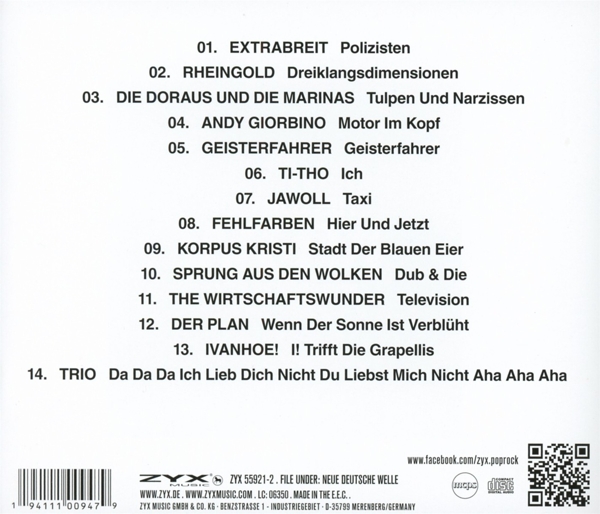 01. EXTRABREIT Polizisten
02. RHEINGOLD Dreiklangsdimensionen
03. DIE DORAUS UND DIE MARINAS Tulpen Und Narzissen
04. ANDY GIORBINO Motor Im Kopf
05. GEISTERFAHRER Geisterfahrer
06. TI-THO Ich
07. JAWOLL Taxi
08. FEHLFARBEN Hier Und Jetzt
09. KORPUS KRISTI Stadt Der Blauen Eier
10. SPRUNG AUS DEN WOLKEN Dub & Die
11. THE WIRTSCHAFTSWUNDER Television
12. DER PLAN Wenn Der Sonne Ist Verblüht
13. IVANHOE! I! Trifft Die Grapellis
14. TRIO Da Da Da Ich Lieb Dich Nicht Du Liebst Mich Nicht Aha Aha Aha
www.facebook.com/zyx.poprock
1 94111 00947 9
ZYX MUSIC
ZYX 55921-2 . FILE UNDER: NEUE DEUTSCHE WELLE
WWW.ZYX.DE . WWW.ZYXMUSIC.COM . LC: 06350 . MADE IN THE E.E.C. .
ZYX MUSIC GMBH & CO. KG - BENZSTRASSE 1 - INDUSTRIEGEBIET - D-35799 MERENBERG/GERMANY
mcps
COMPACT disc DIGITAL AUDIO